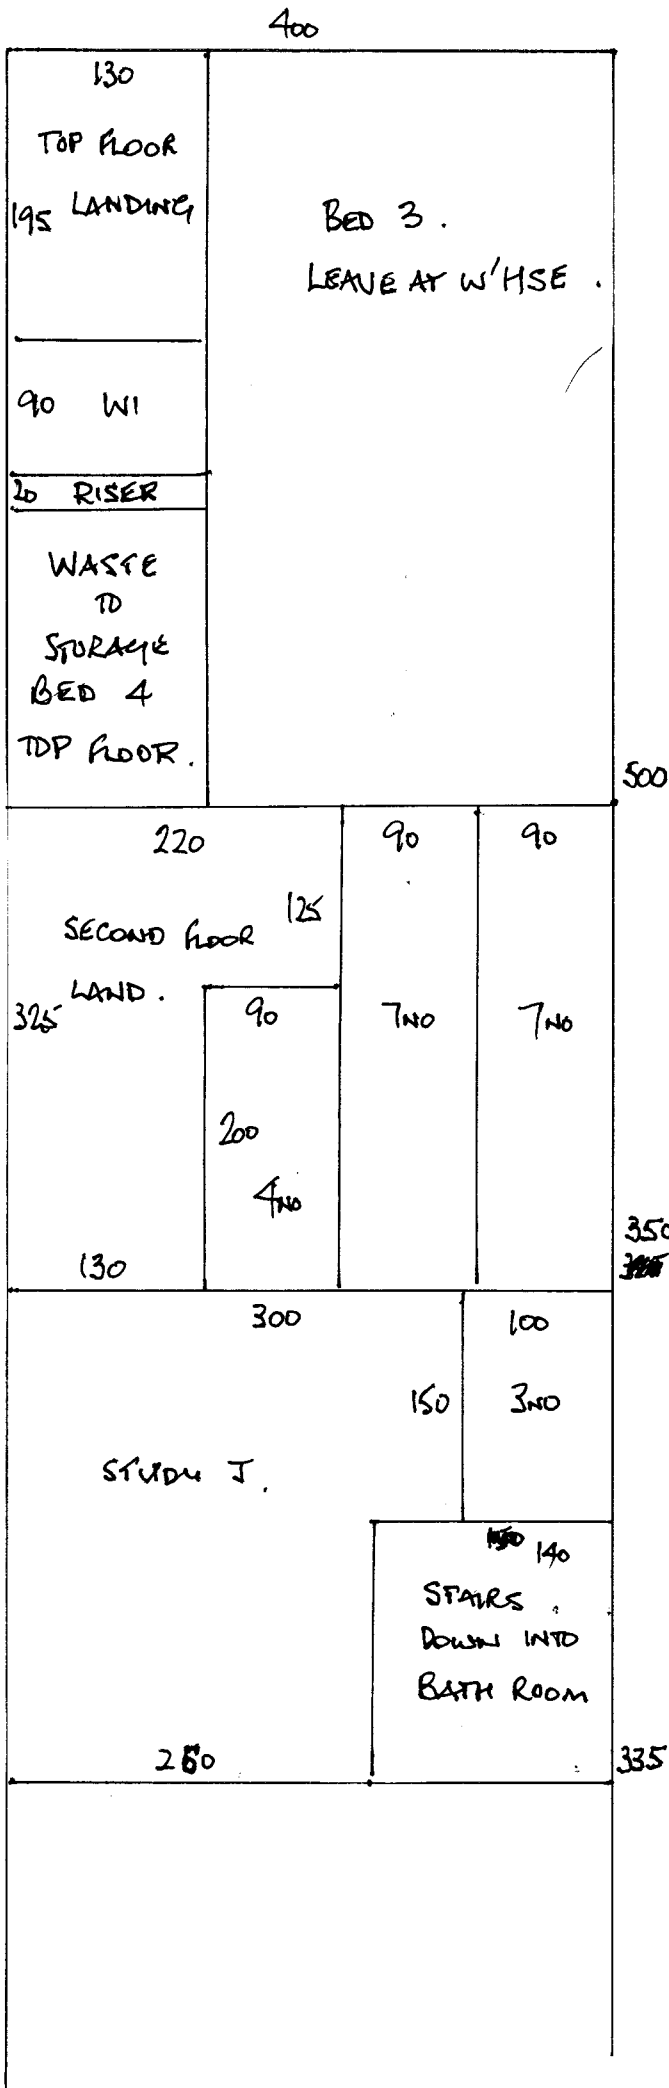 400
130
TOP FLOOR
195 LANDING
BED 3.
LEAVE AT W'HSE.
90 W1
20 RISER
WASTE
TO
STORAGE
BED 4
TOP FLOOR.
500
220
90
90
125
SECOND FLOOR
LAND.
325
90
7NO
7NO
200
4NO
130
350
300
100
150
3NO
STUDY J.
140
STAIRS.
DOWN INTO
BATH ROOM
260
335